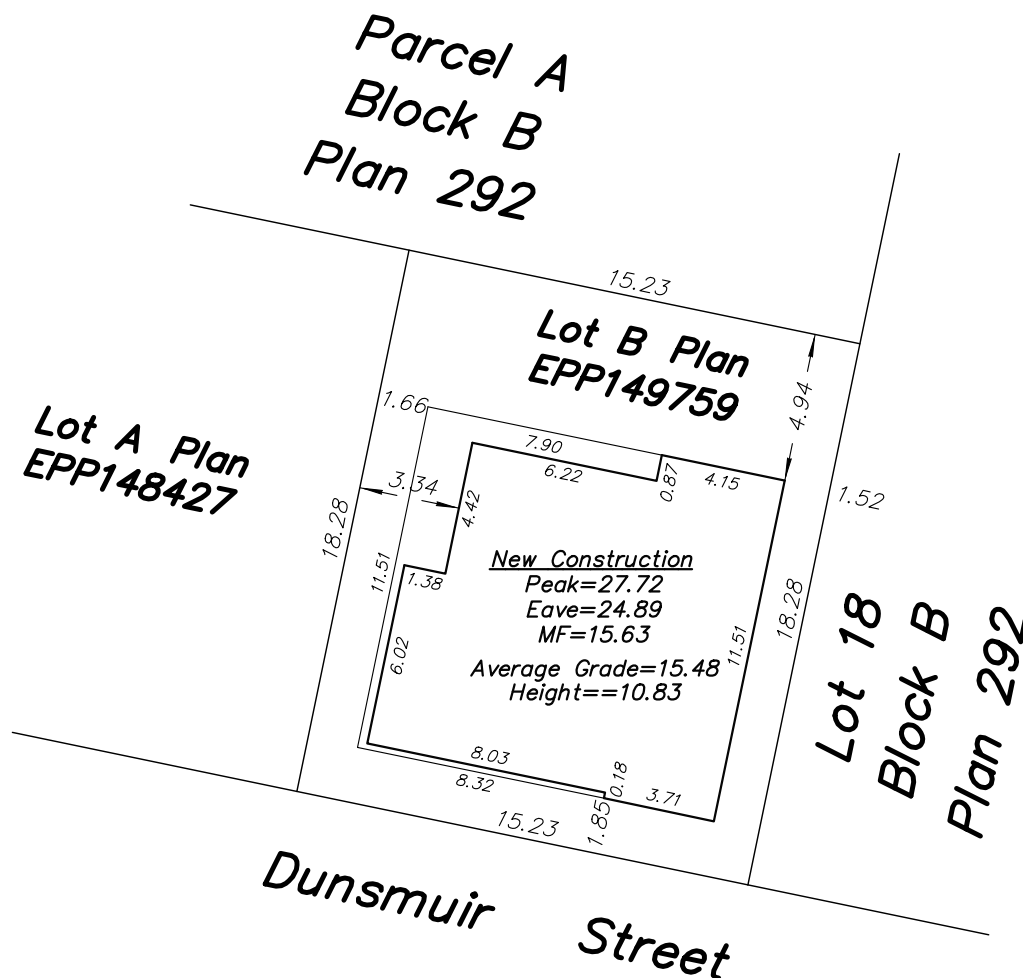 Parcel A
Block B
Plan 292
15.23
Lot B Plan
EPP149759
4.94
1.66
7.90
6.22
0.87
4.15
Lot A Plan
EPP148427
3.34
4.42
1.52
18.28
11.51
1.38
New Construction
Peak=27.72
Eave=24.89
MF=15.63
Average Grade=15.48
Height==10.83
11.51
18.28
6.02
Lot 18
Block B
Plan 292
8.03
8.32
0.18
3.71
1.85
15.23
Dunsmuir Street